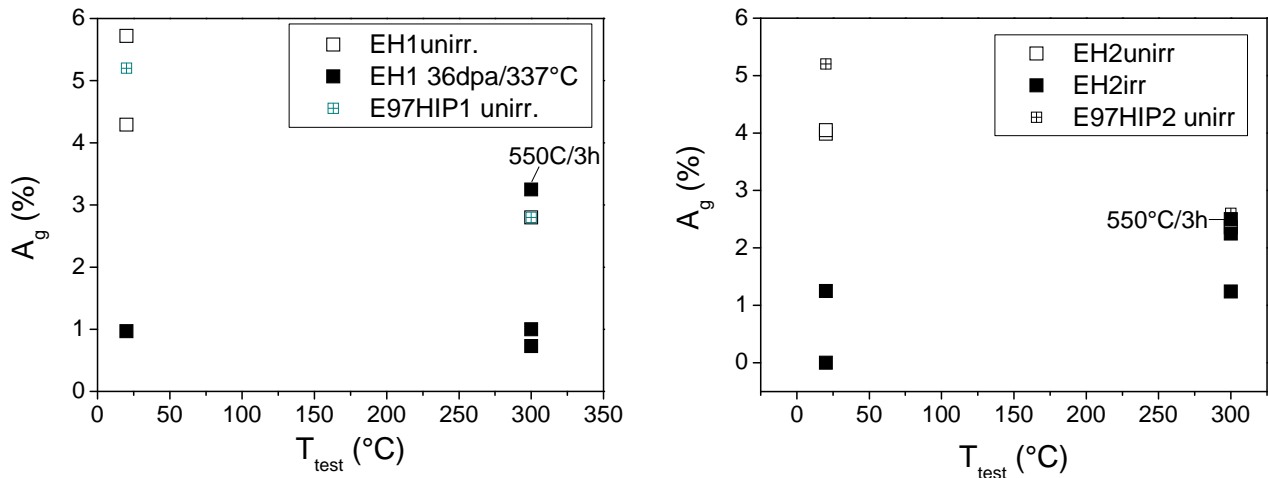 6
5
4
3
2
1
0
A_g (%)
EH1unirr.
EH1 36dpa/337°C
E97HIP1 unirr.
550C/3h
0 50 100 150 200 250 300 350
T_test (°C)
6
5
4
3
2
1
0
A_g (%)
EH2unirr
EH2irr
E97HIP2 unirr
550°C/3h
0 50 100 150 200 250 300
T_test (°C)